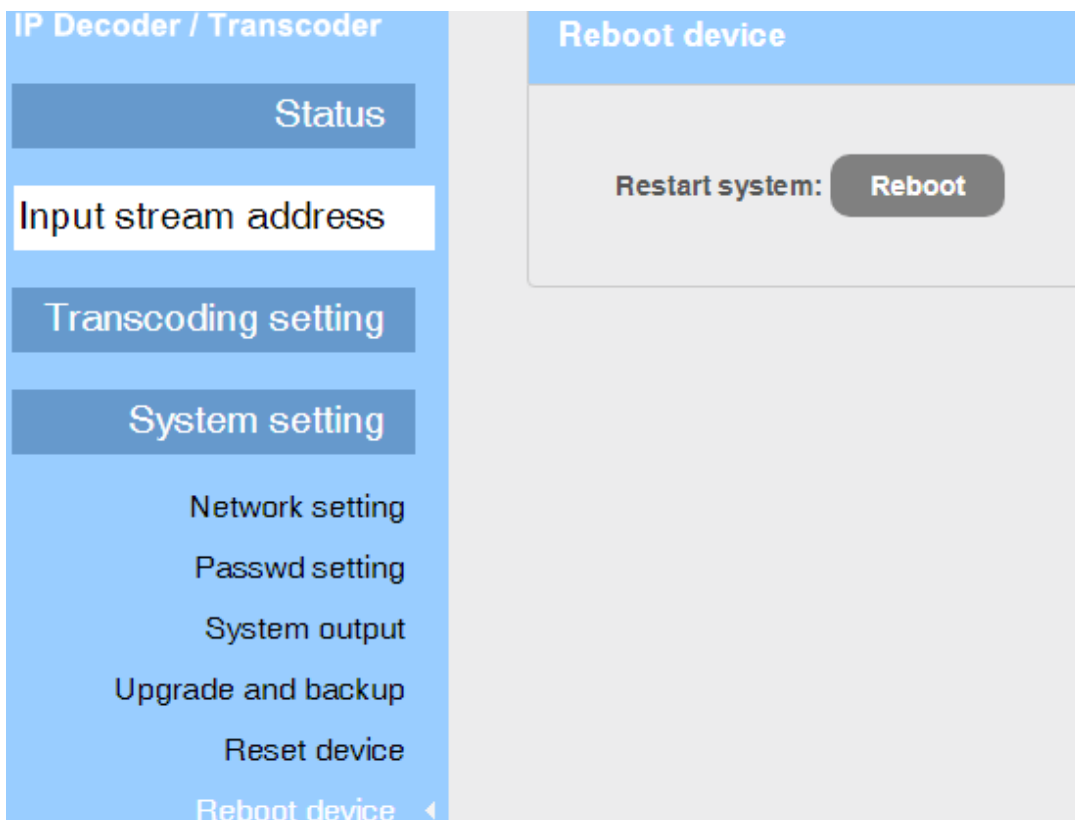 IP Decoder / Transcoder
Status
Input stream address
Transcoding setting
System setting
Network setting
Passwd setting
System output
Upgrade and backup
Reset device
Reboot device
Reboot device
Restart system: Reboot